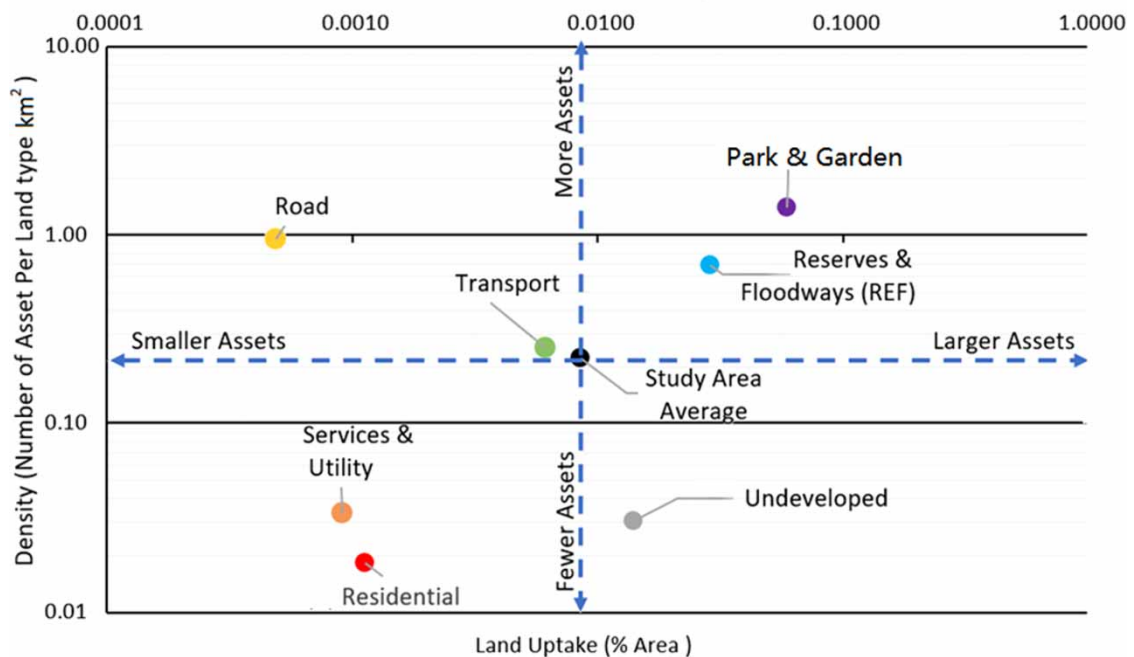 0.0001 0.0010 0.0100 0.1000 1.0000
10.00
1.00
0.10
0.01
Density (Number of Asset Per Land type km²)
More Assets
Park & Garden
Road
Reserves &
Floodways (REF)
Transport
Smaller Assets
Larger Assets
Study Area
Average
Services &
Utility
Fewer Assets
Undeveloped
Residential
Land Uptake (% Area )